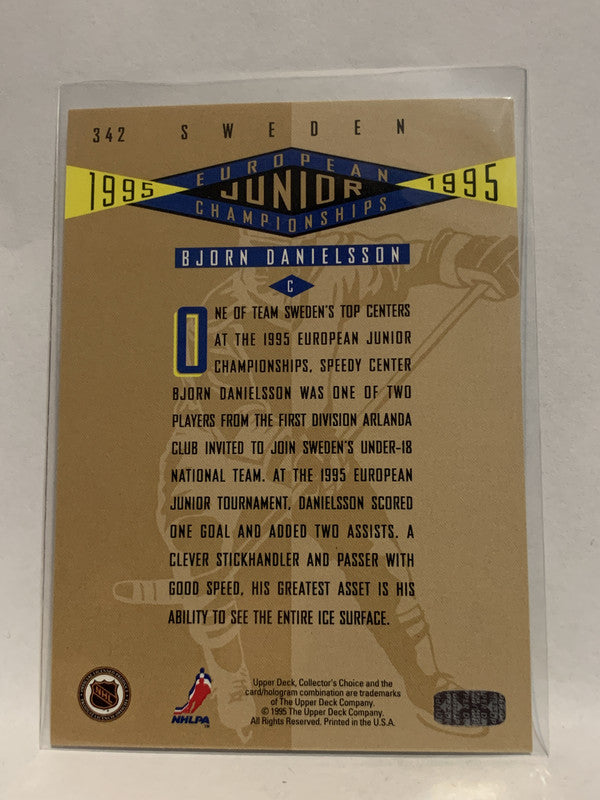 342 SWEDEN
1995 EUROPEAN 1995
JUNIOR
CHAMPIONSHIPS
BJORN DANIELSSON
C
ONE OF TEAM SWEDEN'S TOP CENTERS
AT THE 1995 EUROPEAN JUNIOR
CHAMPIONSHIPS, SPEEDY CENTER
BJORN DANIELSSON WAS ONE OF TWO
PLAYERS FROM THE FIRST DIVISION ARLANDA
CLUB INVITED TO JOIN SWEDEN'S UNDER-18
NATIONAL TEAM. AT THE 1995 EUROPEAN
JUNIOR TOURNAMENT, DANIELSSON SCORED
ONE GOAL AND ADDED TWO ASSISTS. A
CLEVER STICKHANDLER AND PASSER WITH
GOOD SPEED, HIS GREATEST ASSET IS HIS
ABILITY TO SEE THE ENTIRE ICE SURFACE.
NHL
NHLPA
Upper Deck, Collector's Choice and the
card/hologram combination are trademarks
of The Upper Deck Company.
© 1995 The Upper Deck Company.
All Rights Reserved. Printed in the U.S.A.